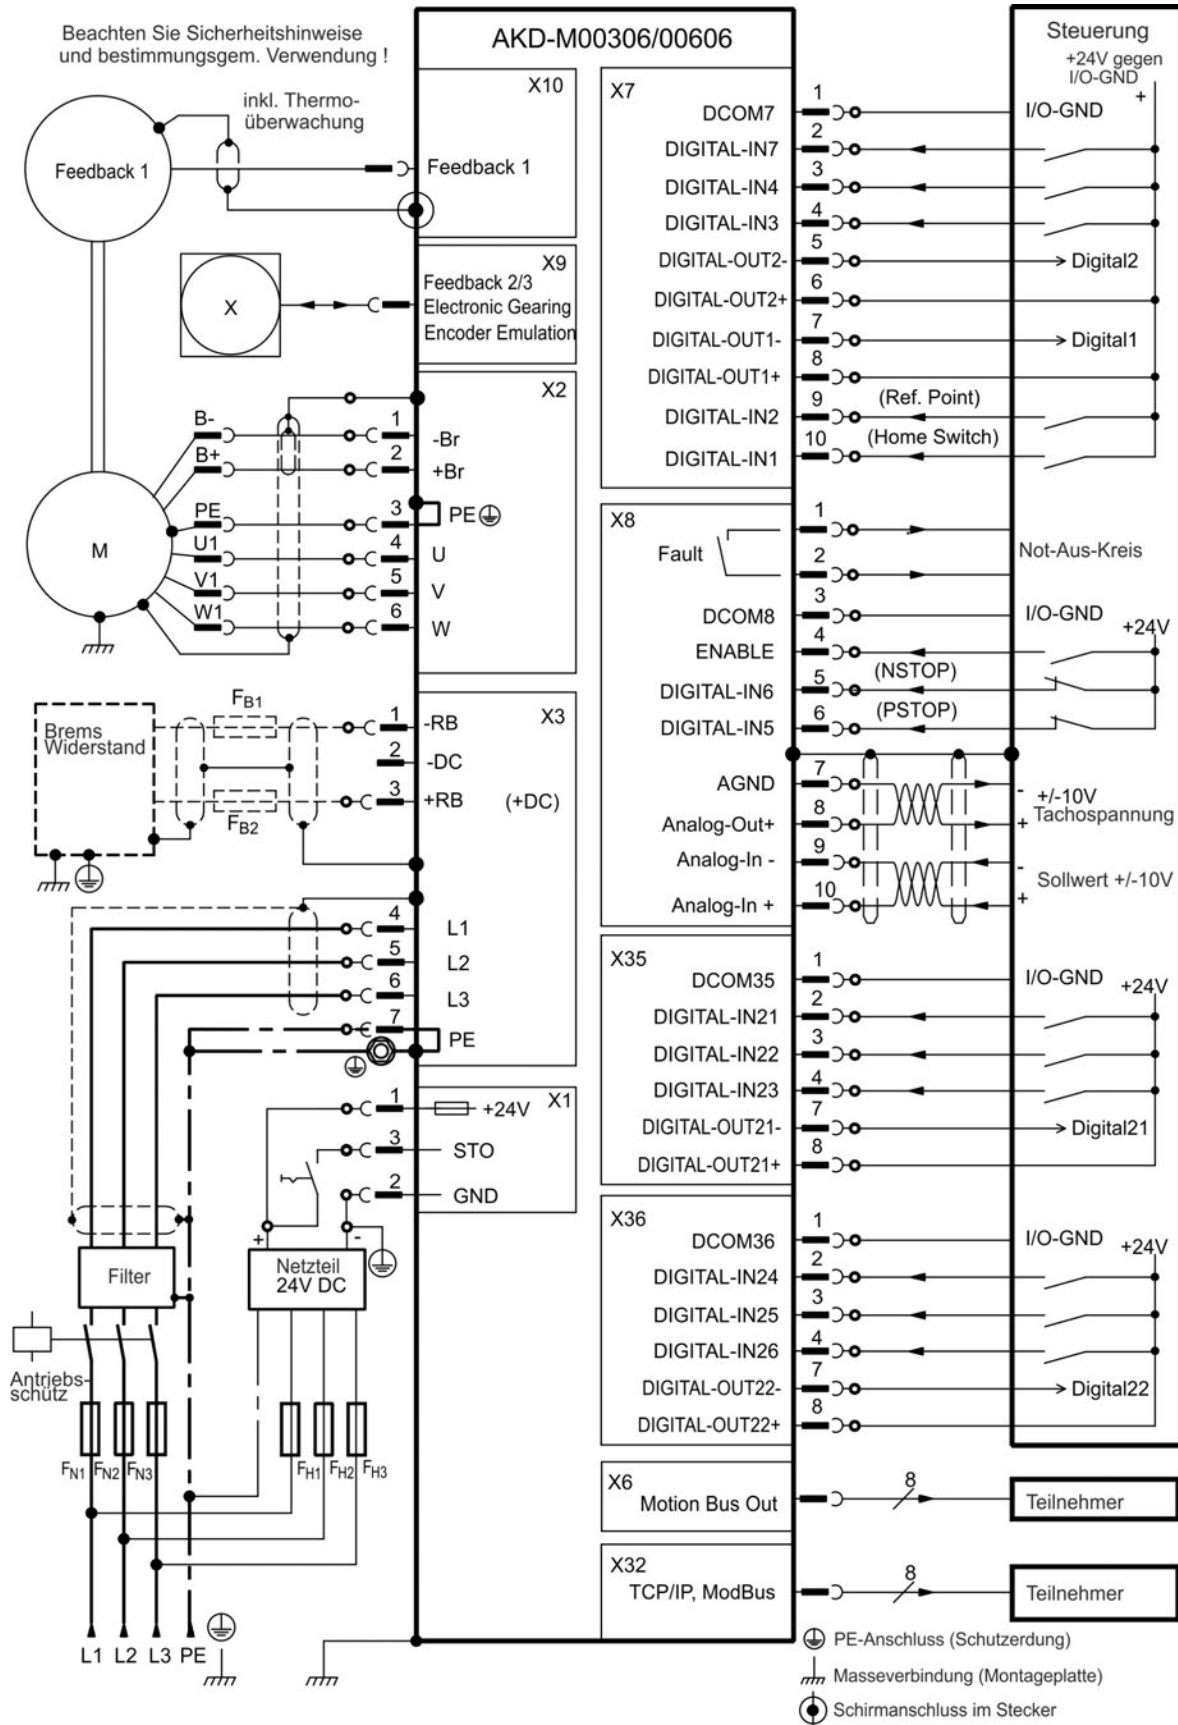 Beachten Sie Sicherheitshinweise
und bestimmungsgem. Verwendung !
AKD-M00306/00606
Steuerung
+24V gegen
I/O-GND
+
inkl. Thermo-
überwachung
Feedback 1
X10
Feedback 1
X
X9
Feedback 2/3
Electronic Gearing
Encoder Emulation
X2
B- 1 -Br
B+ 2 +Br
PE 3 PE
U1 4 U
V1 5 V
W1 6 W
M
X3
Brems
Widerstand
FB1
1 -RB
2 -DC
3 +RB (+DC)
FB2
4 L1
5 L2
6 L3
7 PE
X1
1 +24V
3 STO
2 GND
+ -
Netzteil
24V DC
Filter
Antriebs-
schütz
FN1 FN2 FN3
FH1 FH2 FH3
L1 L2 L3 PE
X7
DCOM7 1 I/O-GND
DIGITAL-IN7 2
DIGITAL-IN4 3
DIGITAL-IN3 4
DIGITAL-OUT2- 5 Digital2
DIGITAL-OUT2+ 6
DIGITAL-OUT1- 7 Digital1
DIGITAL-OUT1+ 8
DIGITAL-IN2 9 (Ref. Point)
DIGITAL-IN1 10 (Home Switch)
X8
Fault 1
2 Not-Aus-Kreis
DCOM8 3 I/O-GND
+24V
ENABLE 4
DIGITAL-IN6 5 (NSTOP)
DIGITAL-IN5 6 (PSTOP)
AGND 7 -
+/-10V
Tachospannung
Analog-Out+ 8 +
Analog-In - 9 -
Sollwert +/-10V
Analog-In + 10 +
X35
DCOM35 1 I/O-GND
+24V
DIGITAL-IN21 2
DIGITAL-IN22 3
DIGITAL-IN23 4
DIGITAL-OUT21- 7 Digital21
DIGITAL-OUT21+ 8
X36
DCOM36 1 I/O-GND
+24V
DIGITAL-IN24 2
DIGITAL-IN25 3
DIGITAL-IN26 4
DIGITAL-OUT22- 7 Digital22
DIGITAL-OUT22+ 8
X6
Motion Bus Out 8 Teilnehmer
X32
TCP/IP, ModBus 8 Teilnehmer
PE-Anschluss (Schutzerdung)
Masseverbindung (Montageplatte)
Schirmanschluss im Stecker